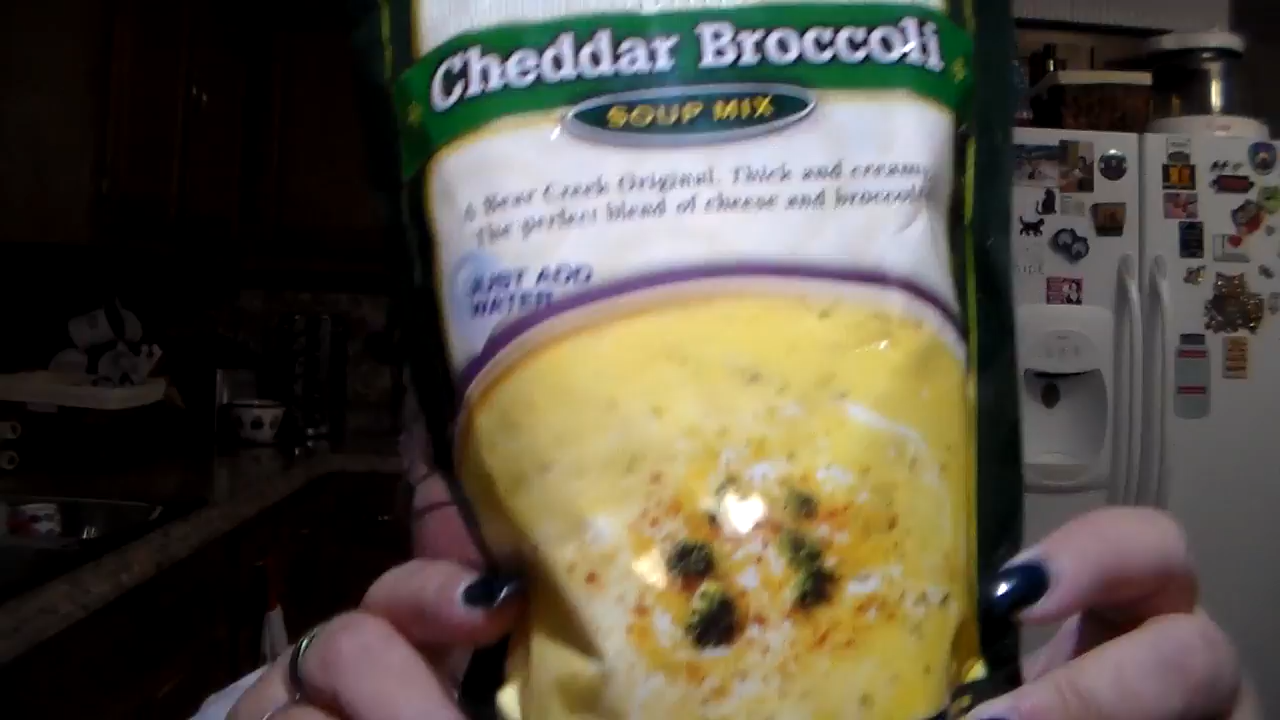 Cheddar Broccoli
SOUP MIX
A Bear Creek Original. Thick and creamy.
The perfect blend of cheese and broccoli.
JUST ADD
WATER